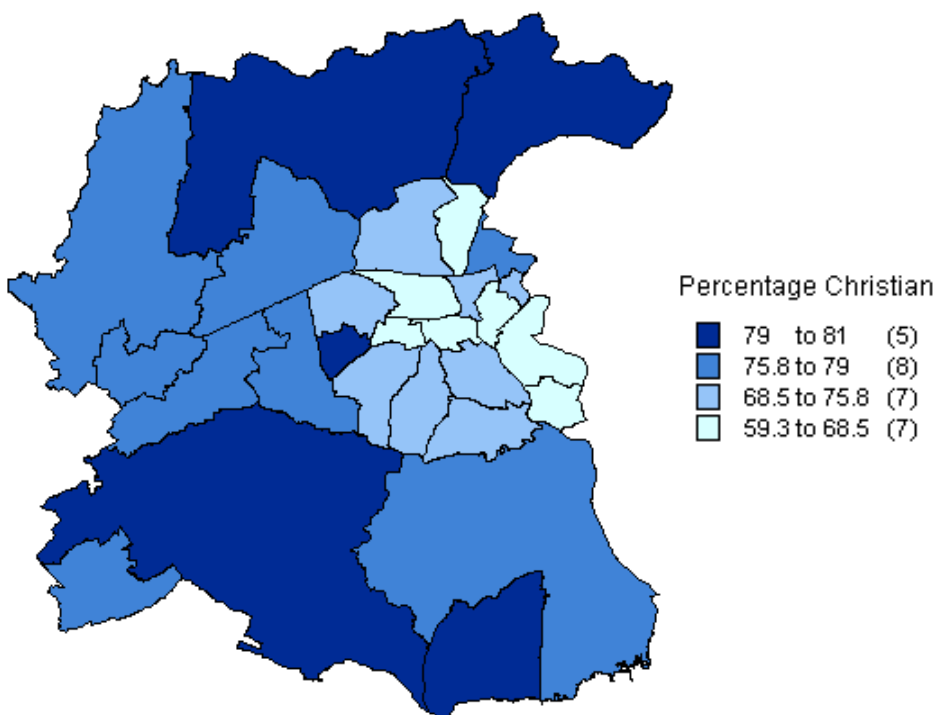 Percentage Christian
79 to 81 (5)
75.8 to 79 (8)
68.5 to 75.8 (7)
59.3 to 68.5 (7)